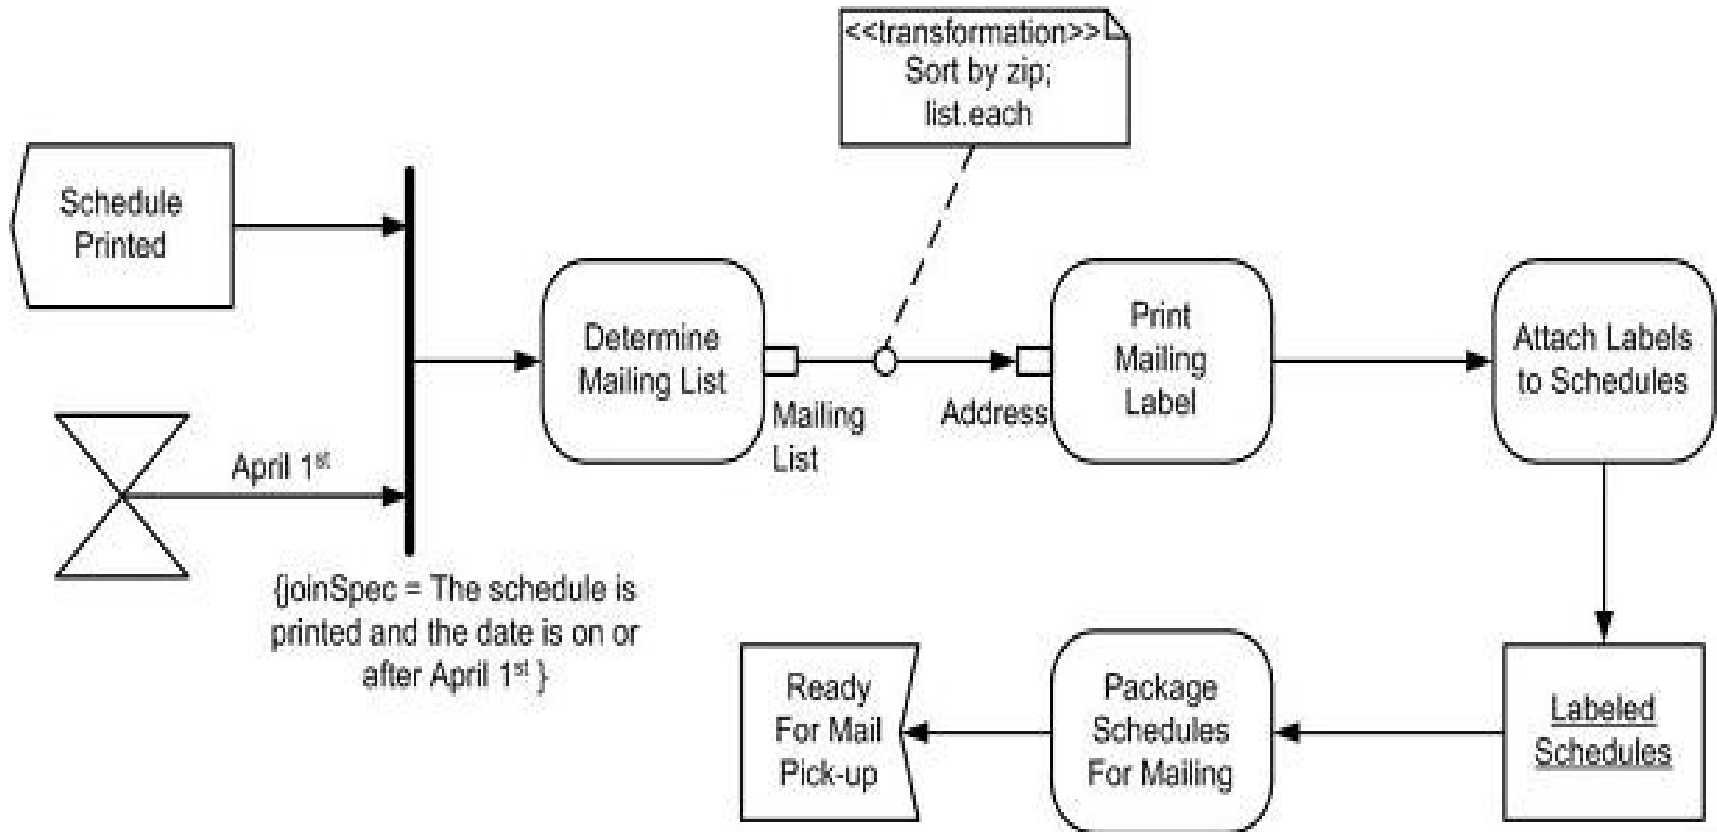 <<transformation>>
Sort by zip;
list.each
Schedule
Printed
Determine
Mailing List
Mailing
List
Address
Print
Mailing
Label
Attach Labels
to Schedules
April 1st
{joinSpec = The schedule is
printed and the date is on or
after April 1st }
Ready
For Mail
Pick-up
Package
Schedules
For Mailing
Labeled
Schedules